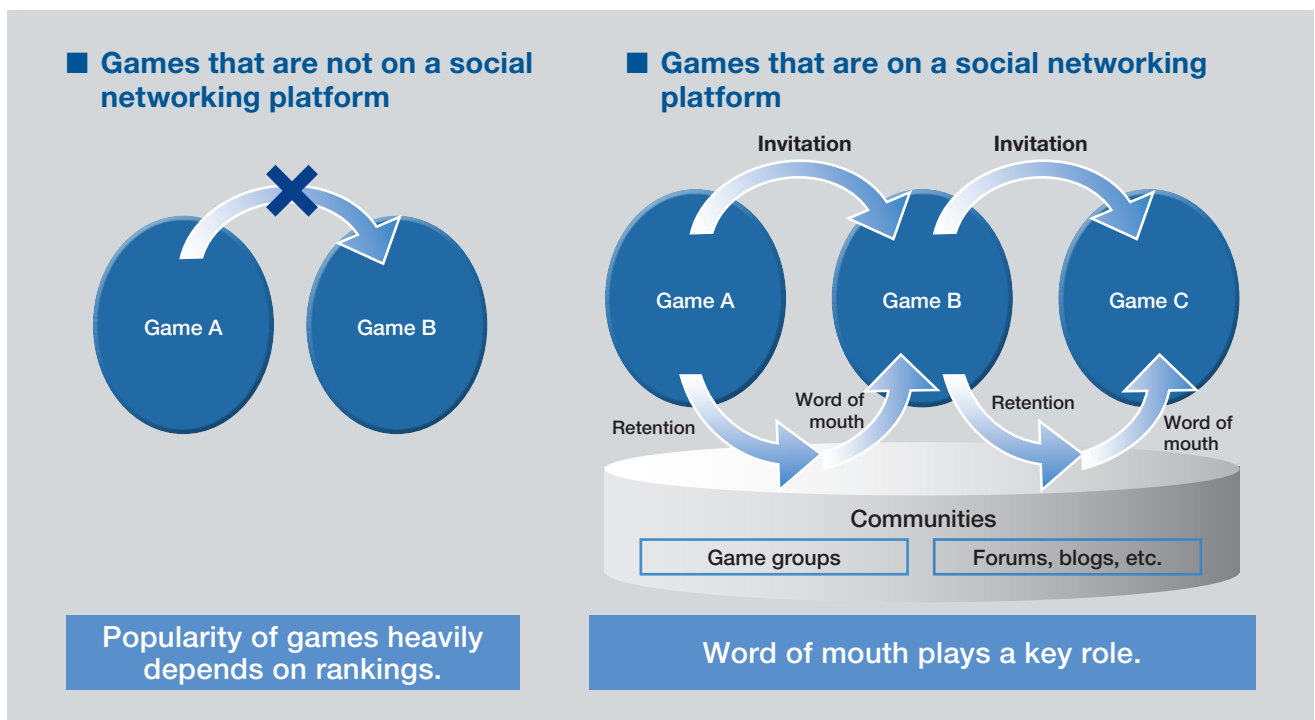 ■ Games that are not on a social
networking platform
Game A
Game B
Popularity of games heavily
depends on rankings.
■ Games that are on a social networking
platform
Invitation
Invitation
Game A
Game B
Game C
Retention
Word of
mouth
Retention
Word of
mouth
Communities
Game groups
Forums, blogs, etc.
Word of mouth plays a key role.